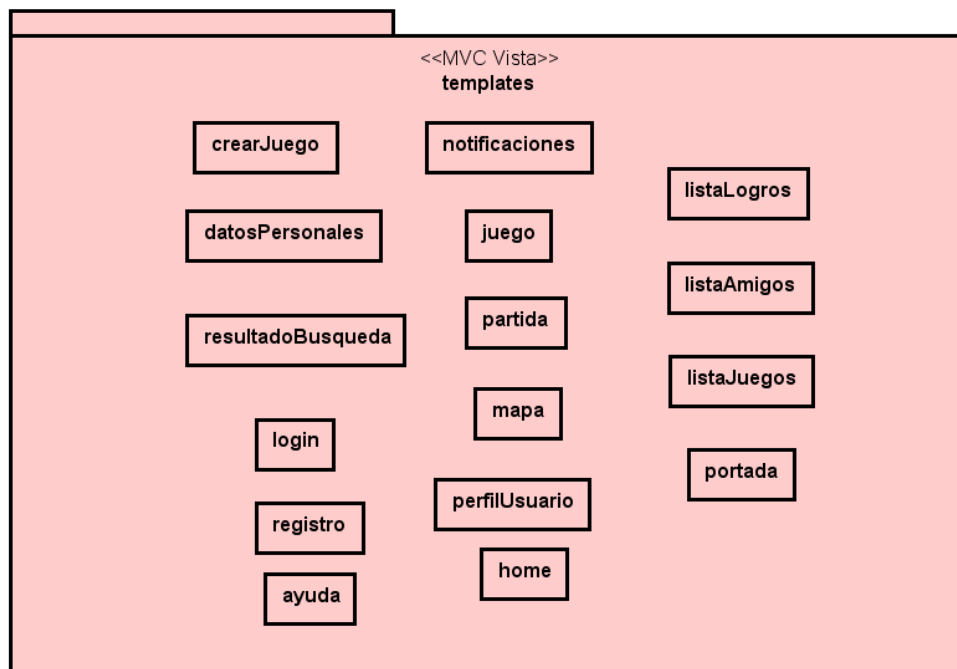 <<MVC Vista>>
templates
crearJuego
notificaciones
listaLogros
datosPersonales
juego
listaAmigos
resultadoBusqueda
partida
listaJuegos
mapa
login
portada
perfilUsuario
registro
home
ayuda